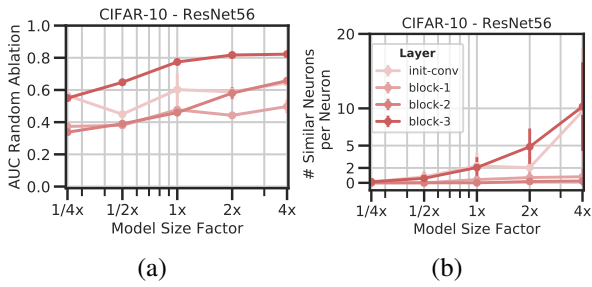 CIFAR-10 - ResNet56
AUC Random Ablation
1.0
0.8
0.6
0.4
0.2
0.0
1/4x 1/2x 1x 2x 4x
Model Size Factor
(a)
CIFAR-10 - ResNet56
# Similar Neurons
per Neuron
20
10
5
2
0
Layer
init-conv
block-1
block-2
block-3
1/4x 1/2x 1x 2x 4x
Model Size Factor
(b)